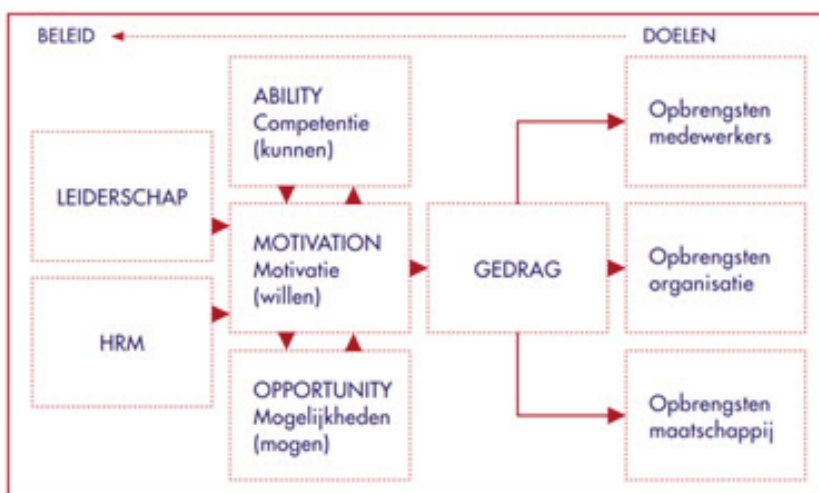 BELEID
DOELEN
ABILITY
Competentie
(kunnen)
Opbrengsten
medewerkers
LEIDERSCHAP
MOTIVATION
Motivatie
(willen)
GEDRAG
Opbrengsten
organisatie
HRM
OPPORTUNITY
Mogelijkheden
(mogen)
Opbrengsten
maatschappij